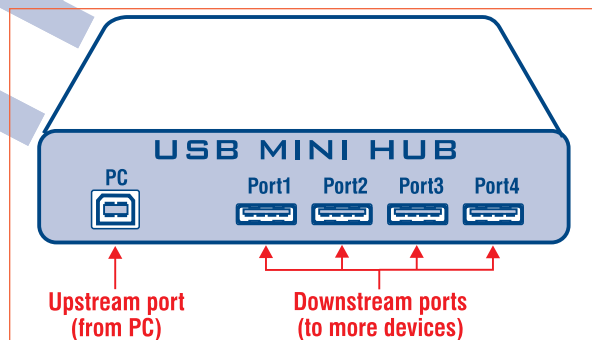 USB MINI HUB
PC
Port1 Port2 Port3 Port4
Upstream port
(from PC)
Downstream ports
(to more devices)